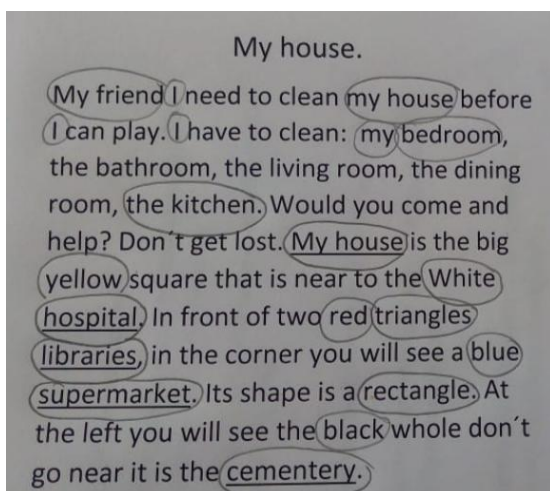 My house.
My friend I need to clean my house before
I can play. I have to clean: my bedroom,
the bathroom, the living room, the dining
room, the kitchen. Would you come and
help? Don´t get lost. My house is the big
yellow square that is near to the White
hospital. In front of two red triangles
libraries, in the corner you will see a blue
supermarket. Its shape is a rectangle. At
the left you will see the black whole don´t
go near it is the cementery.